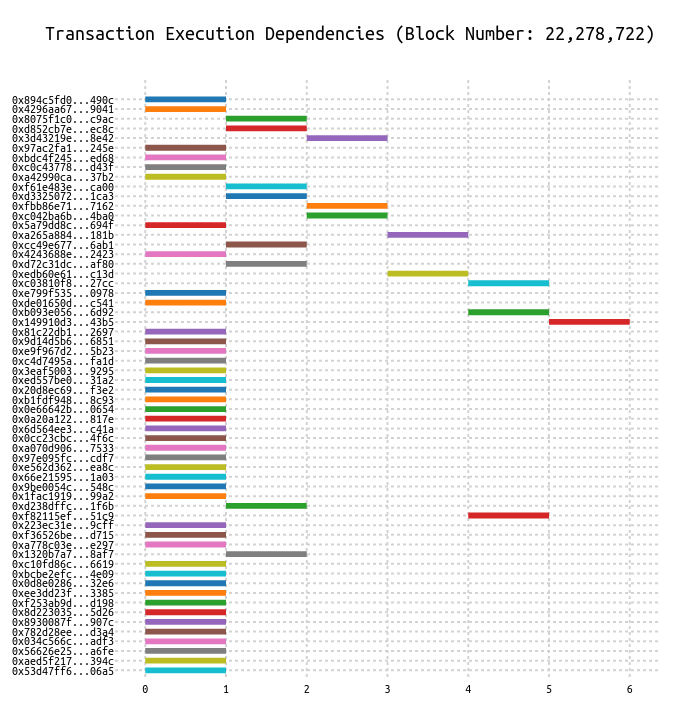 Transaction Execution Dependencies (Block Number: 22,278,722)
0x894c5fd0...490c
0x4296aa67...9041
0x8075f1c0...c9ac
0xd852cb7e...ec8c
0x3d43219e...8e42
0x97ac2fa1...245e
0xbdc4f245...ed68
0xc0c43778...d43f
0xa42990ca...37b2
0xf61e483e...ca00
0xd3325072...1ca3
0xfbb86e71...7162
0xc042ba6b...4ba0
0x5a79dd8c...694f
0xa265a884...181b
0xcc49e677...6ab1
0x4243688e...2423
0xd72c31dc...af80
0xedb60e61...c13d
0xc03810f8...27cc
0xe799f535...0978
0xde01650d...c541
0xb093e056...6d92
0x149910d3...43b5
0x81c22db1...2697
0x9d14d5b6...6851
0xe9f967d2...5b23
0xc4d7495a...fa1d
0x3eaf5003...9295
0xed557be0...31a2
0x20d8ec69...f3e2
0xb1fdf948...8c93
0x0e66642b...0654
0x0a20a122...817e
0x6d564ee3...c41a
0x0cc23cbc...4f6c
0xa070d906...7533
0x97e095fc...cdf7
0xe562d362...ea8c
0x66e21595...1a03
0x9be0054c...548c
0x1fac1919...99a2
0xd238dffc...1f6b
0xf82115ef...51c9
0x223ec31e...9cff
0xf36526be...d715
0xa778c03e...e297
0x1320b7a7...8af7
0xc10fd86c...6619
0xbcbe2efc...4e09
0x0d8e0286...32e6
0xee3dd23f...3385
0xf253ab9d...d198
0x8d223035...5d26
0x8930087f...907c
0x782d28ee...d3a4
0x034c566c...adf3
0x56626e25...a6fe
0xaed5f217...394c
0x53d47ff6...06a5
0 1 2 3 4 5 6